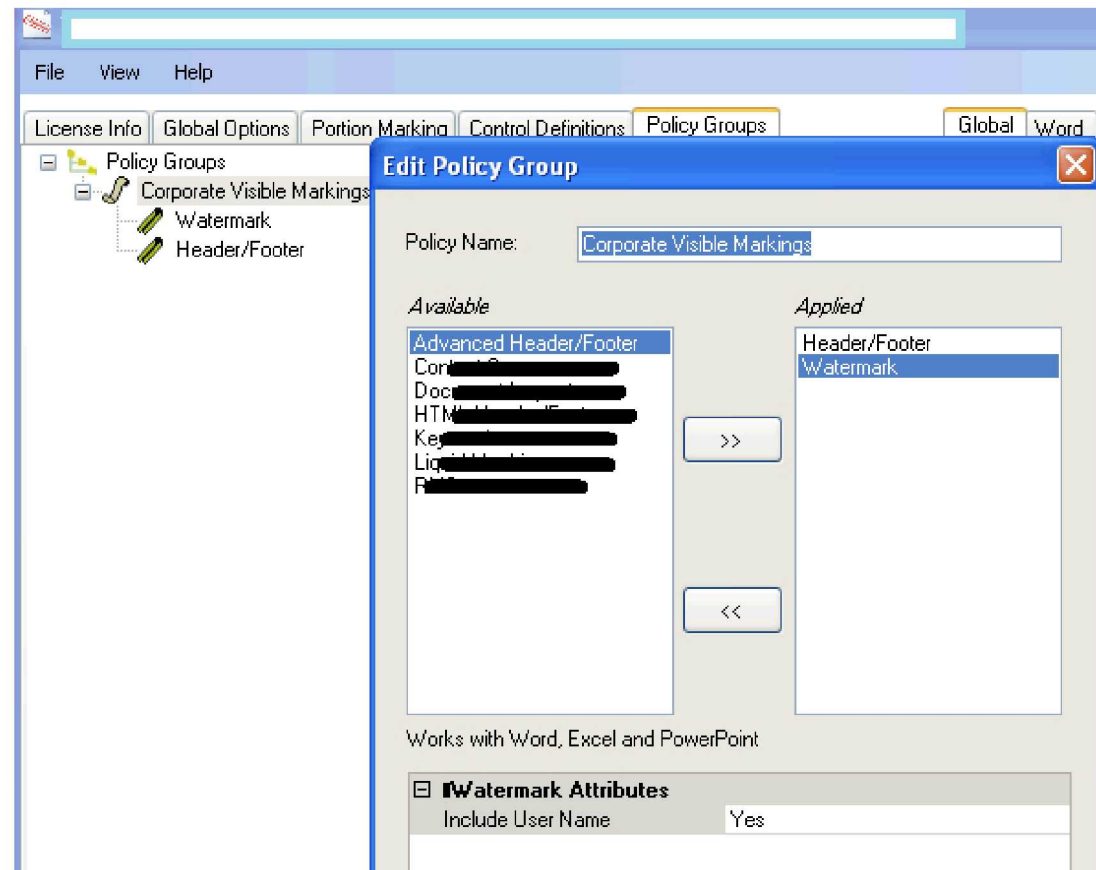 File View Help
License Info Global Options Portion Marking Control Definitions Policy Groups Global Word
Policy Groups
Corporate Visible Markings
Watermark
Header/Footer
Edit Policy Group
Policy Name: Corporate Visible Markings
Available Applied
Advanced Header/Footer
HTM
Key
Header/Footer
Watermark
>>
<<
Works with Word, Excel and PowerPoint
Watermark Attributes
Include User Name Yes